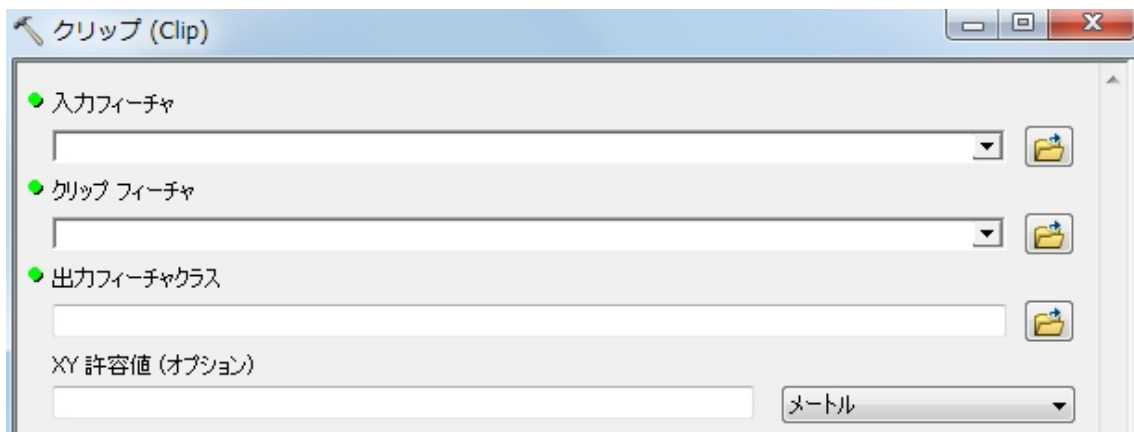 クリップ (Clip)
入力フィーチャ
クリップ フィーチャ
出力フィーチャクラス
XY 許容値 (オプション)
メートル